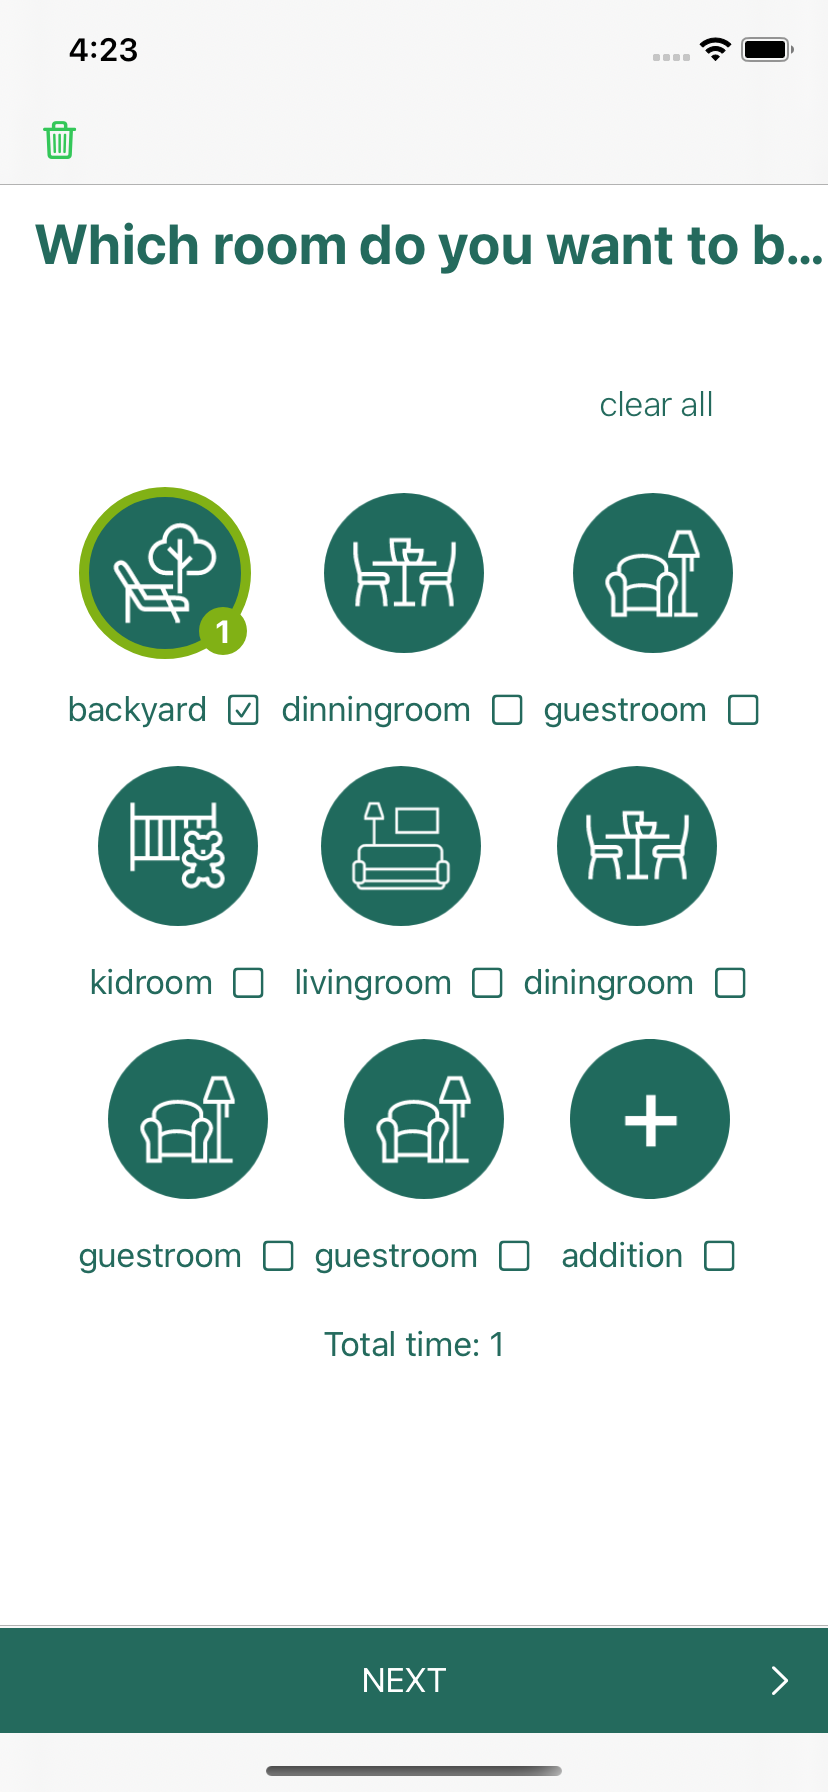 4:23
Which room do you want to b...
clear all
1
backyard dinningroom guestroom
kidroom livingroom diningroom
guestroom guestroom addition
Total time: 1
NEXT